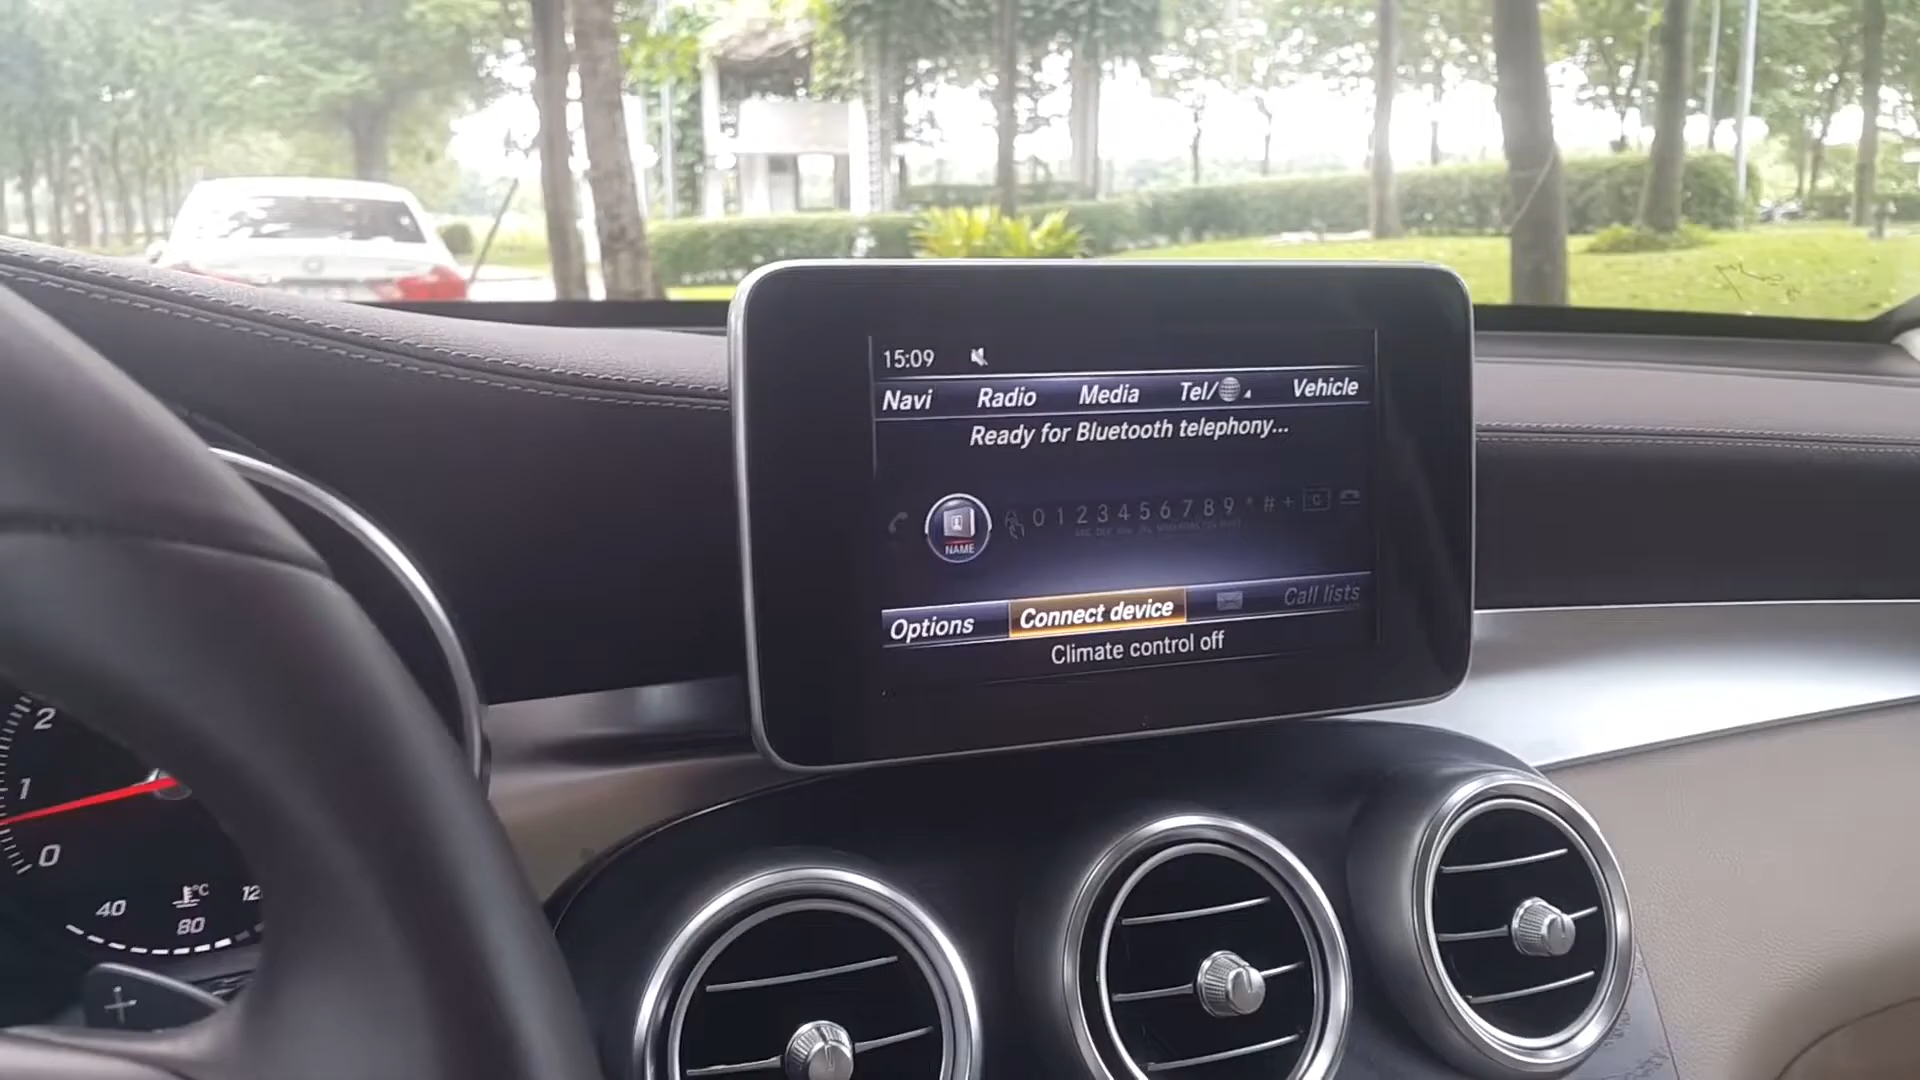 15:09
Navi Radio Media Tel/ Vehicle
Ready for Bluetooth telephony...
NAME
0 1 2 3 4 5 6 7 8 9 * # + C
Options Connect device Call lists
Climate control off
2
1
0
40 °C 12
80
+